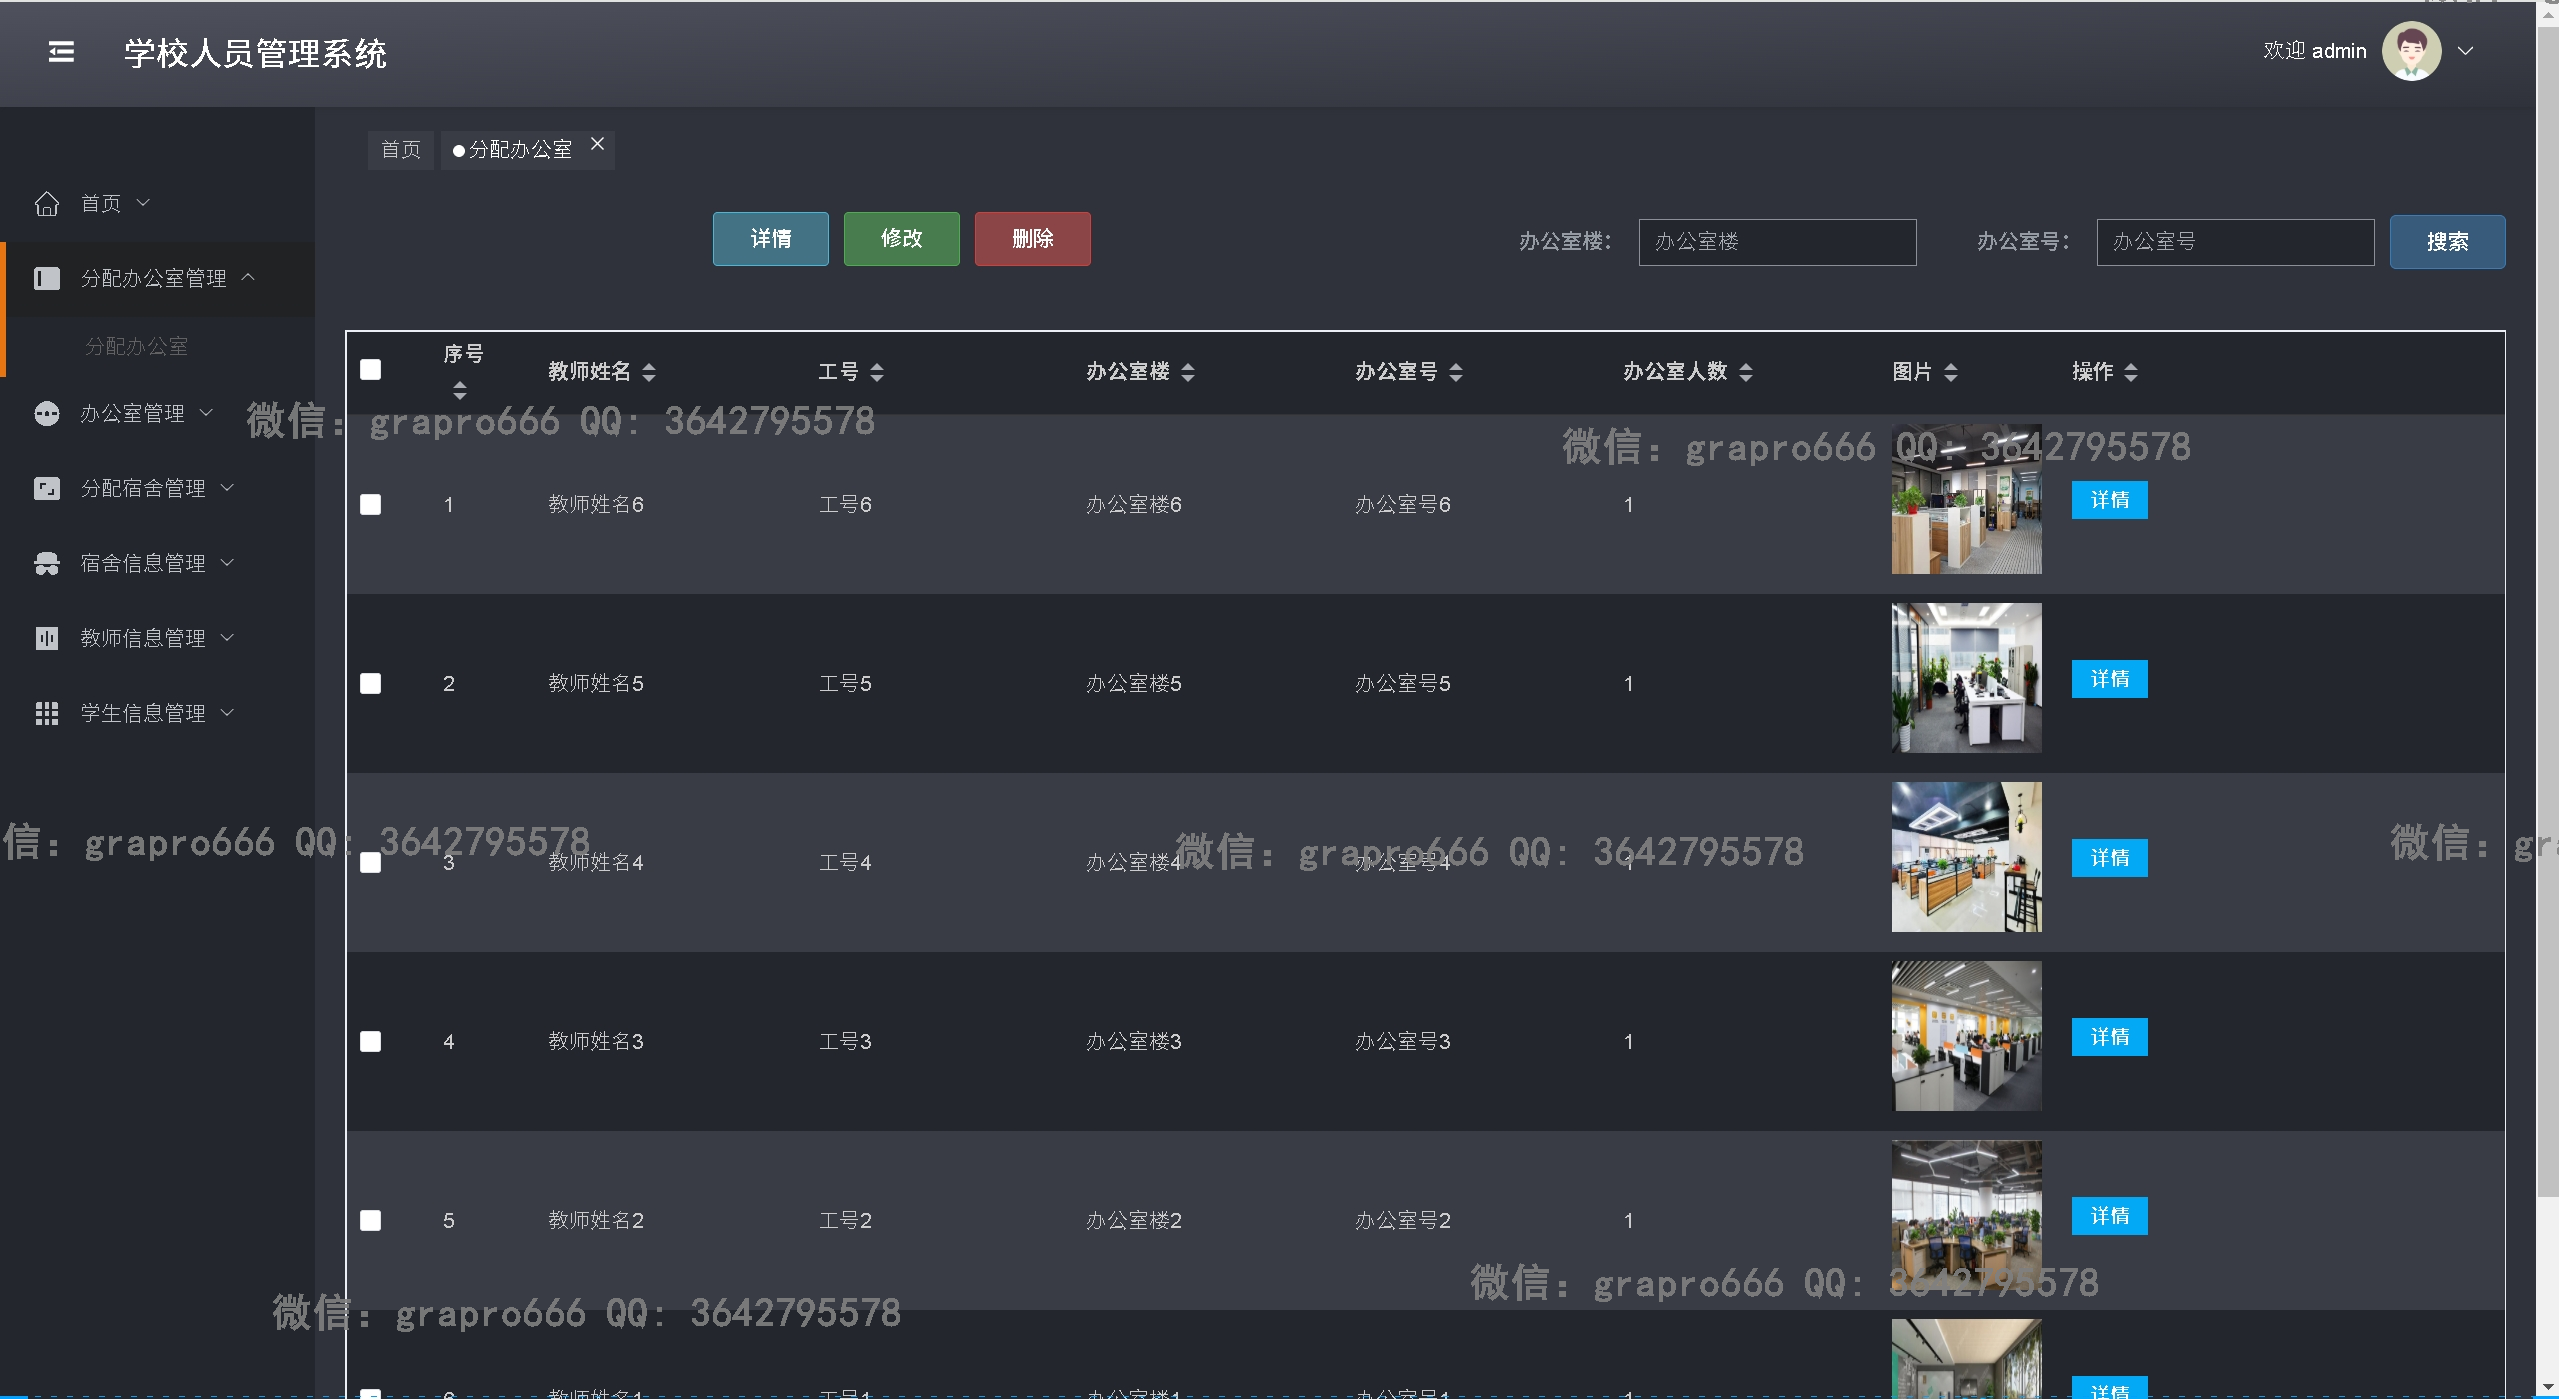 学校人员管理系统
欢迎 admin
首页
分配办公室
首页
分配办公室管理
分配办公室
办公室管理
分配宿舍管理
宿舍信息管理
教师信息管理
学生信息管理
详情 修改 删除
办公室楼: 办公室楼 办公室号: 办公室号 搜索
序号 教师姓名 工号 办公室楼 办公室号 办公室人数 图片 操作
微信: grapro666 QQ: 3642795578
微信: grapro666 QQ: 3642795578
1 教师姓名6 工号6 办公室楼6 办公室号6 1 详情
2 教师姓名5 工号5 办公室楼5 办公室号5 1 详情
信: grapro666 QQ: 3642795578
微信: grapro666 QQ: 3642795578
微信: gr
3 教师姓名4 工号4 办公室楼4 办公室号4 1 详情
4 教师姓名3 工号3 办公室楼3 办公室号3 1 详情
5 教师姓名2 工号2 办公室楼2 办公室号2 1 详情
微信: grapro666 QQ: 3642795578
微信: grapro666 QQ: 3642795578
6 教师姓名1 工号1 办公室楼1 办公室号1 1 详情